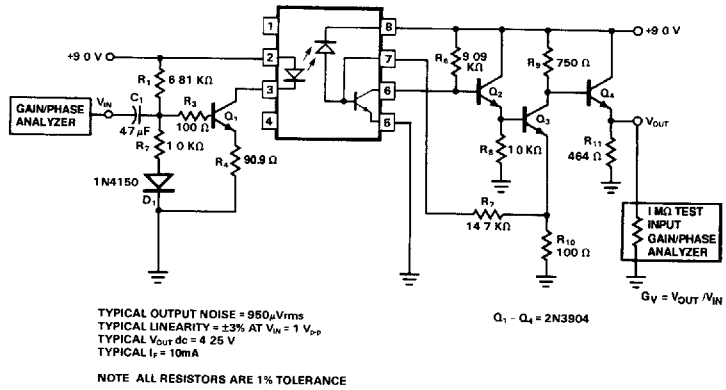 +9.0 V
GAIN/PHASE
ANALYZER
VIN
C1
47 µF
R1
6.81 KΩ
R3
100 Ω
Q1
R7
1.0 KΩ
R4
90.9 Ω
1N4150
D1
1
2
3
4
8
7
6
5
+9.0 V
R6
9.09
KΩ
R9
750 Ω
Q2
Q3
Q4
VOUT
R8
1.0 KΩ
R11
464 Ω
R7
14.7 KΩ
R10
100 Ω
1 MΩ TEST
INPUT
GAIN/PHASE
ANALYZER
GV = VOUT /VIN
Q1 - Q4 = 2N3904
TYPICAL OUTPUT NOISE = 950µVrms
TYPICAL LINEARITY = ±3% AT VIN = 1 Vp-p
TYPICAL VOUT dc = 4.25 V
TYPICAL IF = 10mA
NOTE ALL RESISTORS ARE 1% TOLERANCE